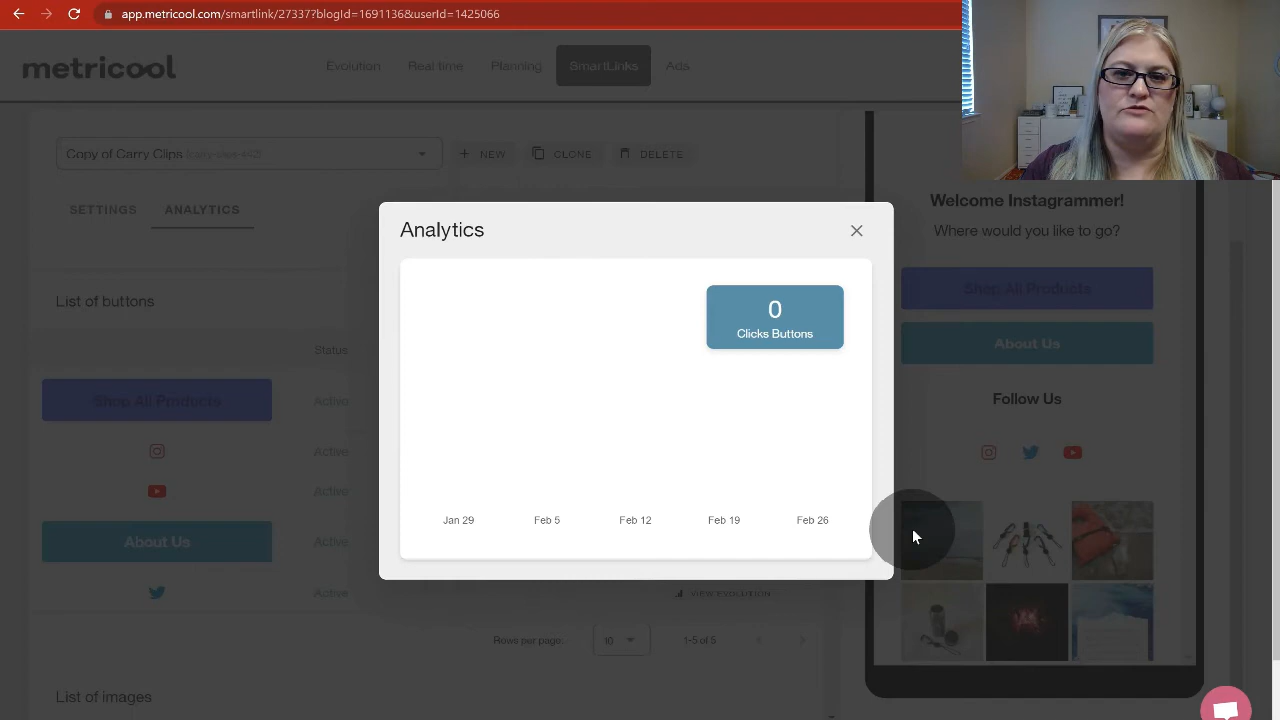 app.metricool.com/smartlink/27337?blogId=1691136&userId=1425066
metricool
Evolution
Real time
Planning
SmartLinks
Ads
Copy of Carry Clips
NEW
CLONE
DELETE
SETTINGS
ANALYTICS
List of buttons
Status
Shop All Products
Active
Active
Active
About Us
Active
Active
VIEW EVOLUTION
Rows per page:
10
1-5 of 5
List of images
Analytics
0
Clicks Buttons
Jan 29
Feb 5
Feb 12
Feb 19
Feb 26
Welcome Instagrammer!
Where would you like to go?
Shop All Products
About Us
Follow Us